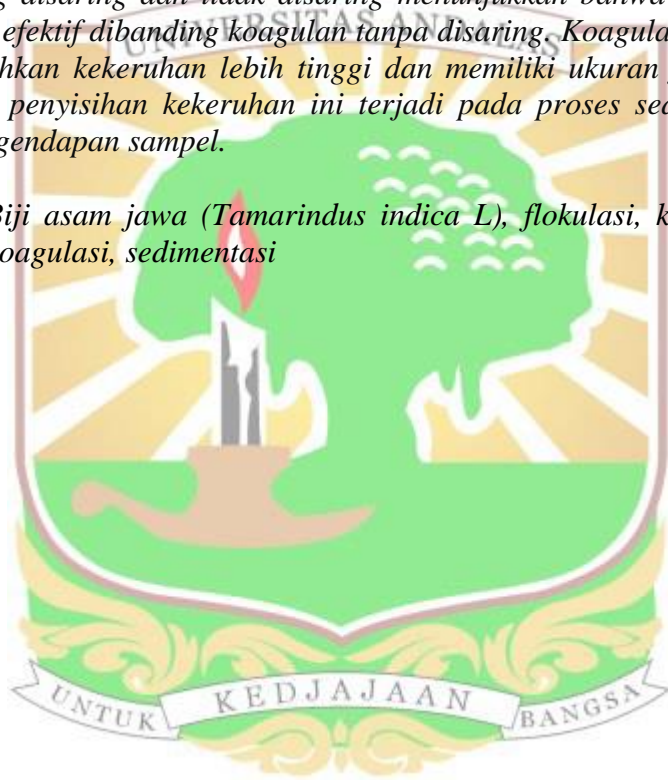 disaring dan tidak disaring menunjukkan bahwa
UNIVERSITAS ANDALAS
efektif dibanding koagulan tanpa disaring. Koagula
hkan kekeruhan lebih tinggi dan memiliki ukuran
penyisihan kekeruhan ini terjadi pada proses sed
gendapan sampel.
Biji asam jawa (Tamarindus indica L), flokulasi, k
oagulasi, sedimentasi
UNTUK KEDJAJAAN BANGSA